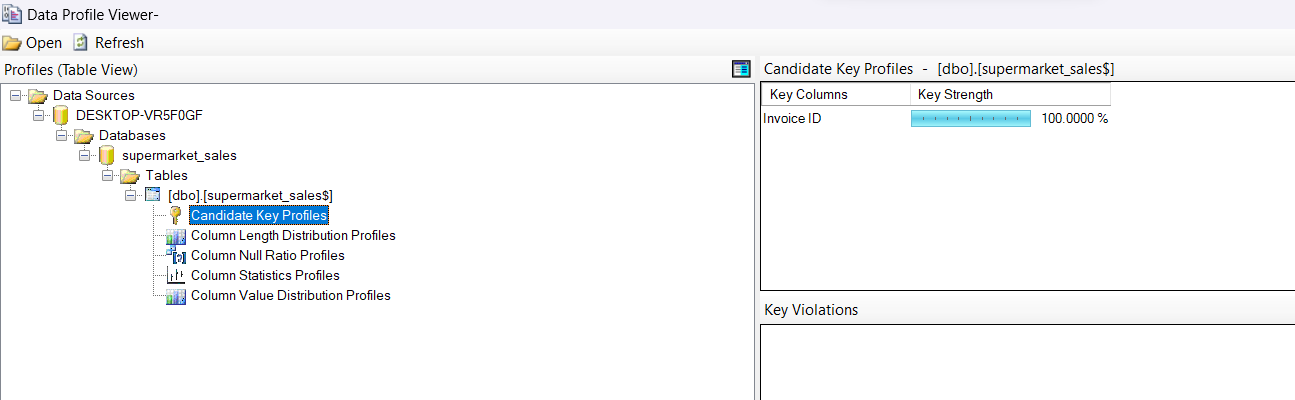 Data Profile Viewer-
Open Refresh
Profiles (Table View)
Data Sources
DESKTOP-VR5F0GF
Databases
supermarket_sales
Tables
[dbo].[supermarket_sales$]
Candidate Key Profiles
Column Length Distribution Profiles
Column Null Ratio Profiles
Column Statistics Profiles
Column Value Distribution Profiles
Candidate Key Profiles - [dbo].[supermarket_sales$]
Key Columns Key Strength
Invoice ID 100.0000 %
Key Violations